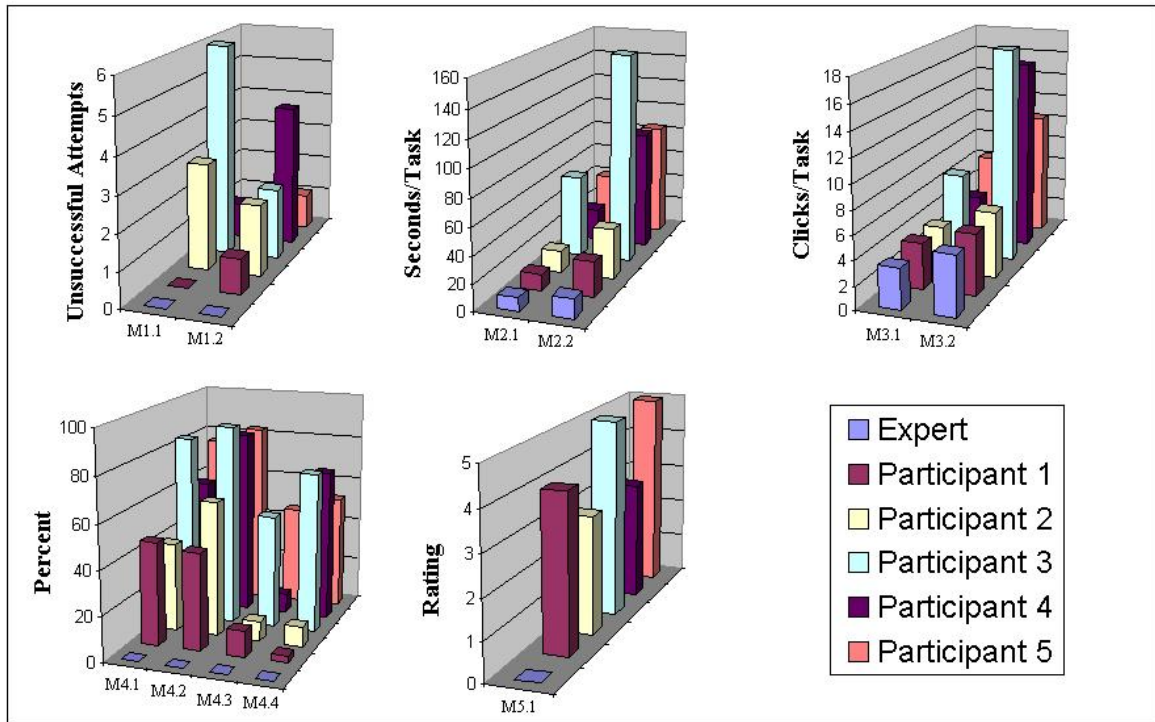 Unsuccessful Attempts
6
5
4
3
2
1
0
M1.1
M1.2
Seconds/Task
160
140
120
100
80
60
40
20
0
M2.1
M2.2
Clicks/Task
18
16
14
12
10
8
6
4
2
0
M3.1
M3.2
Percent
100
80
60
40
20
0
M4.1
M4.2
M4.3
M4.4
Rating
5
4
3
2
1
0
M5.1
Expert
Participant 1
Participant 2
Participant 3
Participant 4
Participant 5